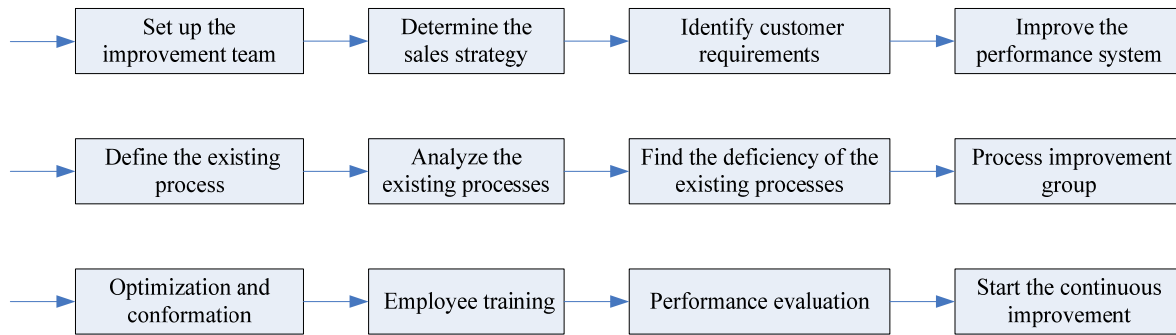 Set up the
improvement team
Determine the
sales strategy
Identify customer
requirements
Improve the
performance system
Define the existing
process
Analyze the
existing processes
Find the deficiency of the
existing processes
Process improvement
group
Optimization and
conformation
Employee training
Performance evaluation
Start the continuous
improvement